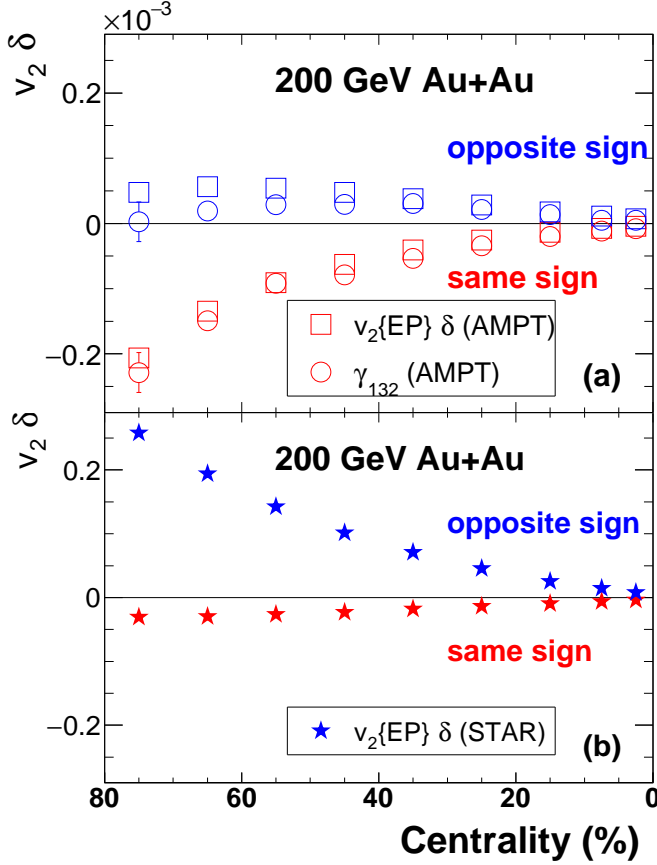 ×10⁻³
v₂ δ
200 GeV Au+Au
0.2
opposite sign
0
same sign
v₂{EP} δ (AMPT)
γ₁₃₂ (AMPT)
−0.2
(a)
v₂ δ
200 GeV Au+Au
0.2
opposite sign
0
same sign
v₂{EP} δ (STAR)
−0.2
(b)
80 60 40 20 0
Centrality (%)